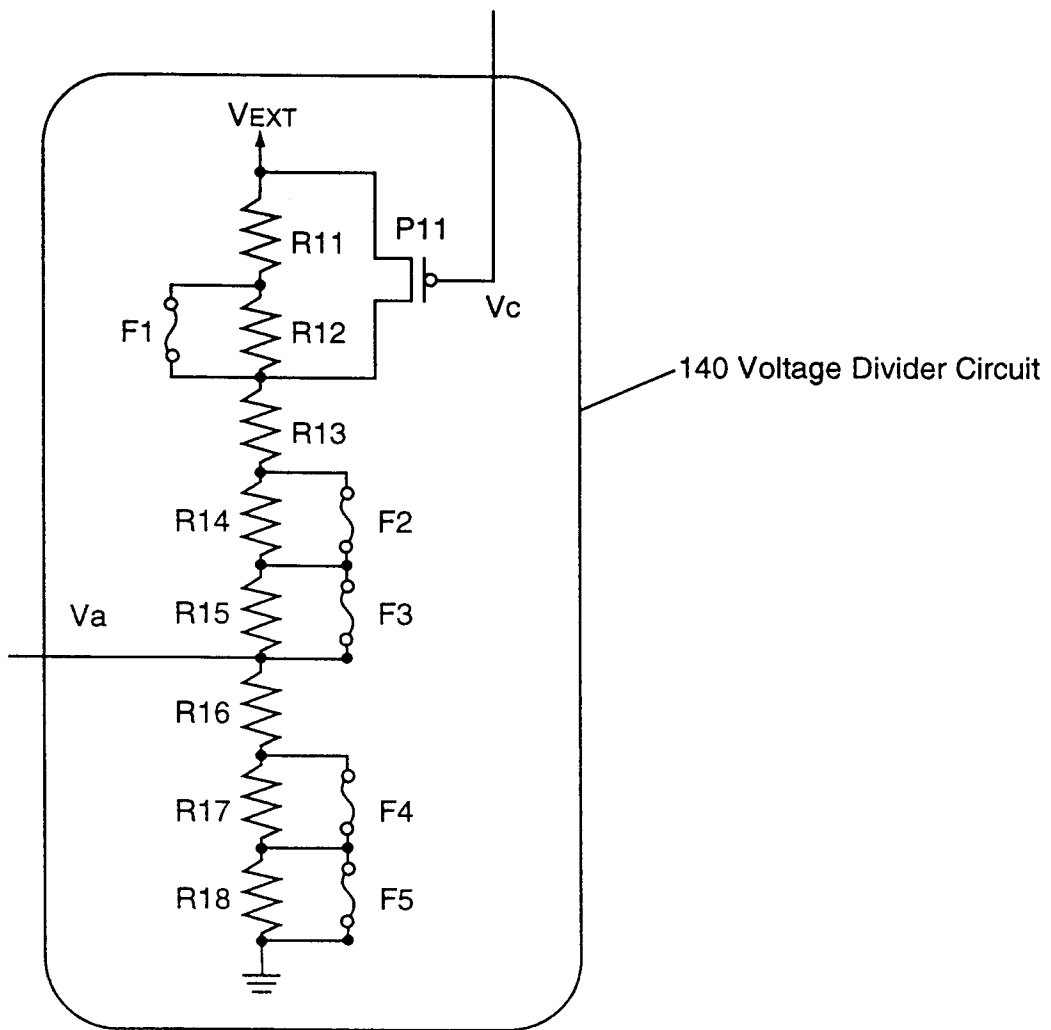 VEXT
P11
R11
Vc
F1
R12
140 Voltage Divider Circuit
R13
R14
F2
Va
R15
F3
R16
R17
F4
R18
F5